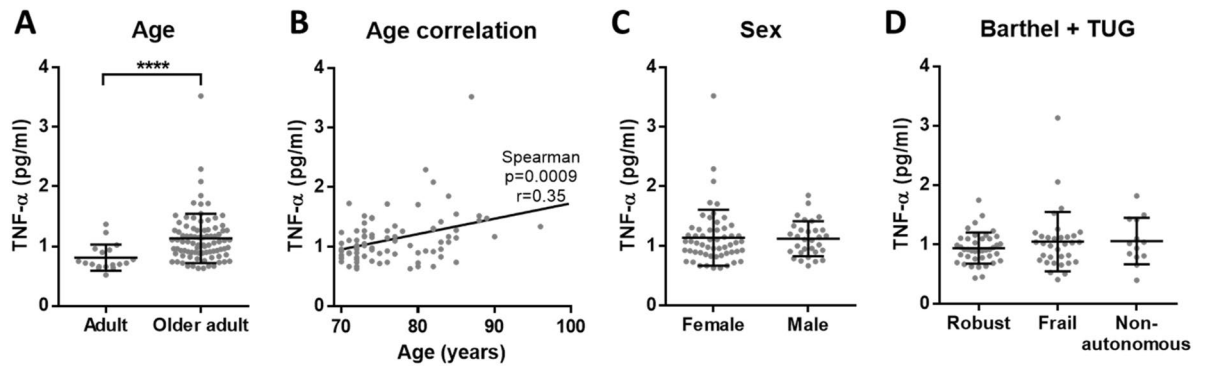 A
Age
****
TNF-α (pg/ml)
4
3
2
1
0
Adult
Older adult
B
Age correlation
TNF-α (pg/ml)
4
3
2
1
0
Spearman
p=0.0009
r=0.35
70
80
90
100
Age (years)
C
Sex
TNF-α (pg/ml)
4
3
2
1
0
Female
Male
D
Barthel + TUG
TNF-α (pg/ml)
4
3
2
1
0
Robust
Frail
Non-
autonomous